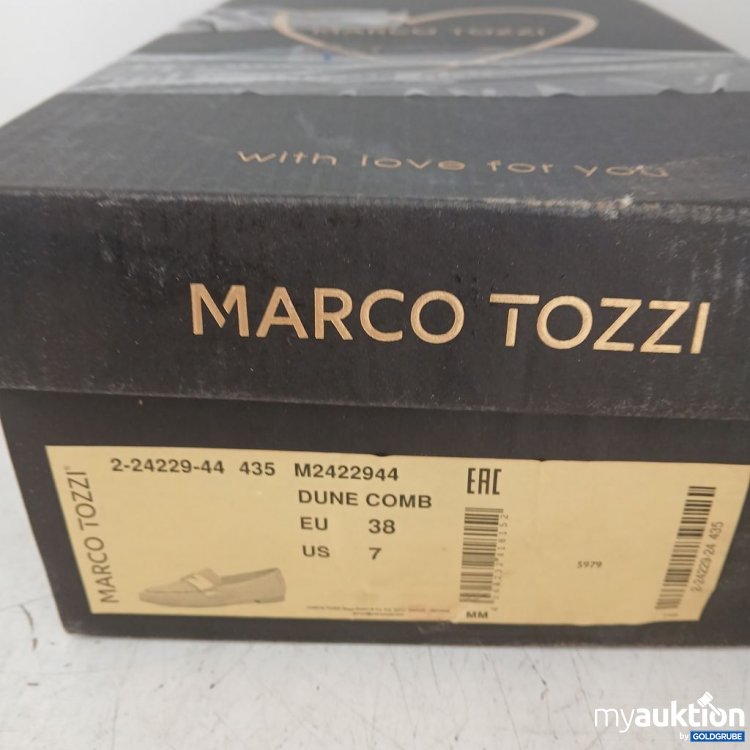 MARCO TOZZI
with love for you
MARCO TOZZI
MARCO TOZZI
2-24229-44 435 M2422944
DUNE COMB
EU 38
US 7
EAC
MM
5979
2-24229-24 435
myauktion
by GOLDGRUBE